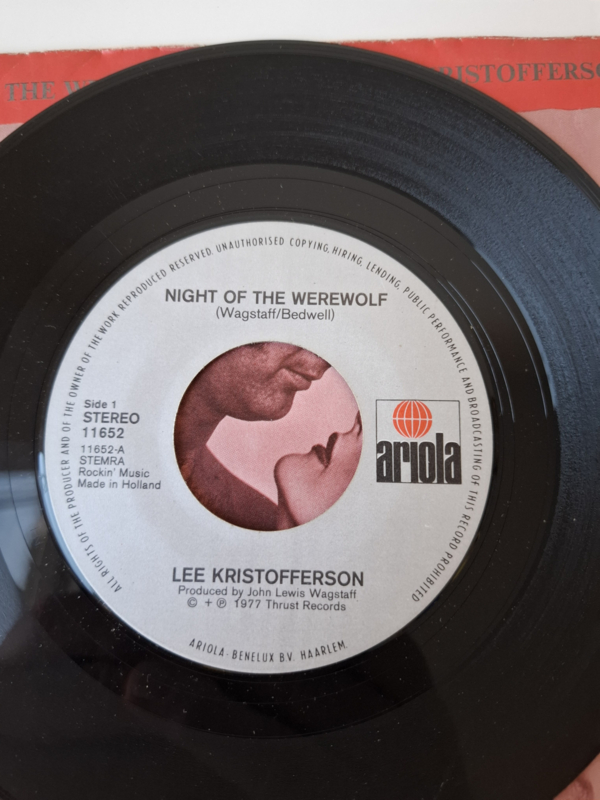 THE
RISTOFFERS
ALL RIGHTS OF THE PRODUCER AND OF THE OWNER OF THE WORK REPRODUCED RESERVED. UNAUTHORISED COPYING, HIRING, LENDING, PUBLIC PERFORMANCE AND BROADCASTING OF THIS RECORD PROHIBITED
NIGHT OF THE WEREWOLF
(Wagstaff/Bedwell)
Side 1
STEREO
11652
11652-A
STEMRA
Rockin' Music
Made in Holland
ariola
LEE KRISTOFFERSON
Produced by John Lewis Wagstaff
© + ℗ 1977 Thrust Records
ARIOLA-BENELUX B.V. HAARLEM.